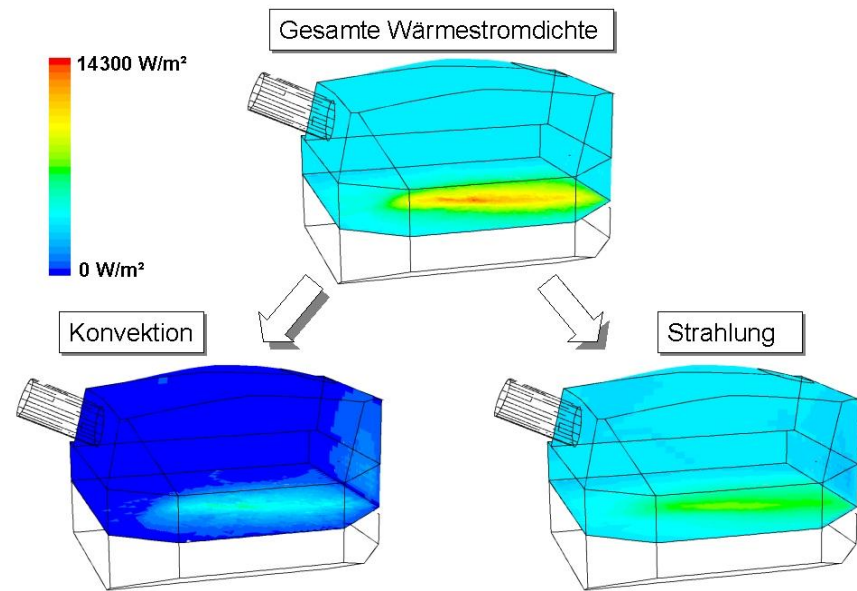 Gesamte Wärmestromdichte
14300 W/m²
0 W/m²
Konvektion
Strahlung